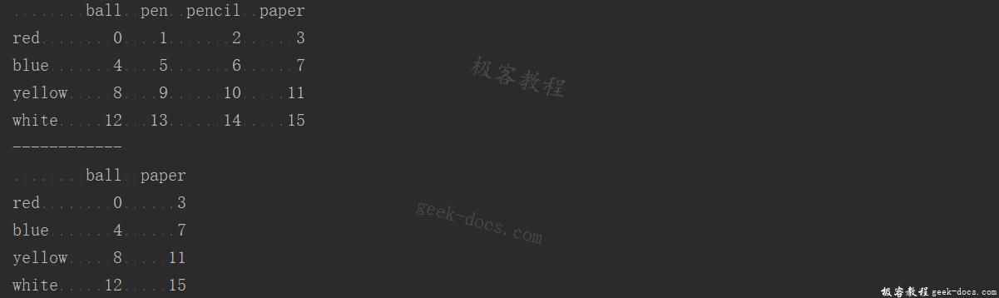 ball pen pencil paper
red 0 1 2 3
blue 4 5 6 7
yellow 8 9 10 11
white 12 13 14 15
------------
ball paper
red 0 3
blue 4 7
yellow 8 11
white 12 15
极客教程
geek-docs.com
极客教程 geek-docs.com